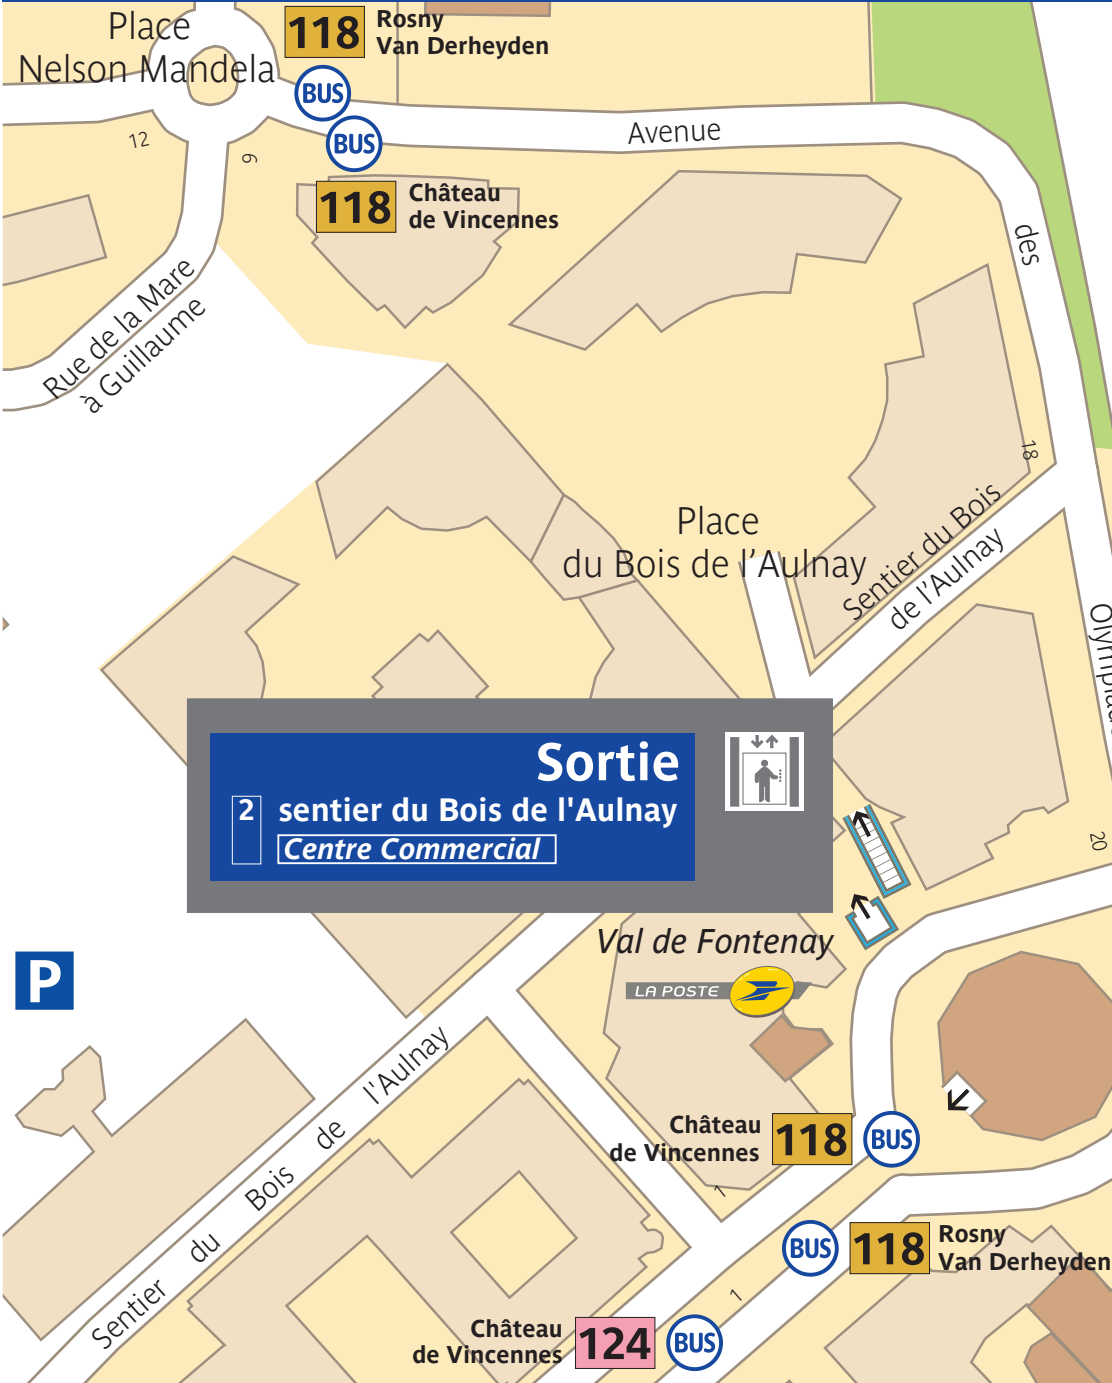 Place
Nelson Mandela
118
Rosny
Van Derheyden
BUS
BUS
118
Château
de Vincennes
Avenue
des
12
9
Rue de la Mare
à Guillaume
18
Place
du Bois de l'Aulnay
Sentier du Bois
de l'Aulnay
Sortie
2
sentier du Bois de l'Aulnay
Centre Commercial
20
Val de Fontenay
LA POSTE
P
Sentier du Bois de l'Aulnay
Château
de Vincennes
118
BUS
1
BUS
118
Rosny
Van Derheyden
1
Château
de Vincennes
124
BUS